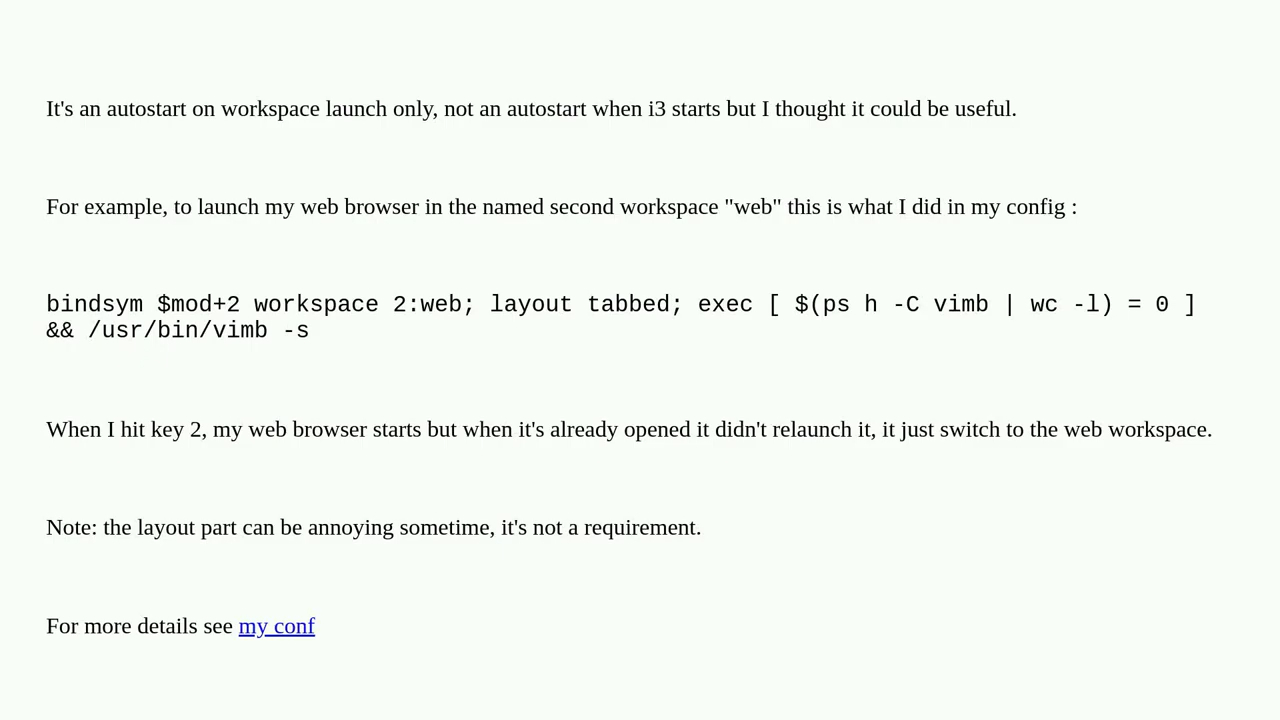 It's an autostart on workspace launch only, not an autostart when i3 starts but I thought it could be useful.
For example, to launch my web browser in the named second workspace "web" this is what I did in my config :
bindsym $mod+2 workspace 2:web; layout tabbed; exec [ $(ps h -C vimb | wc -l) = 0 ]
&& /usr/bin/vimb -s
When I hit key 2, my web browser starts but when it's already opened it didn't relaunch it, it just switch to the web workspace.
Note: the layout part can be annoying sometime, it's not a requirement.
For more details see my conf